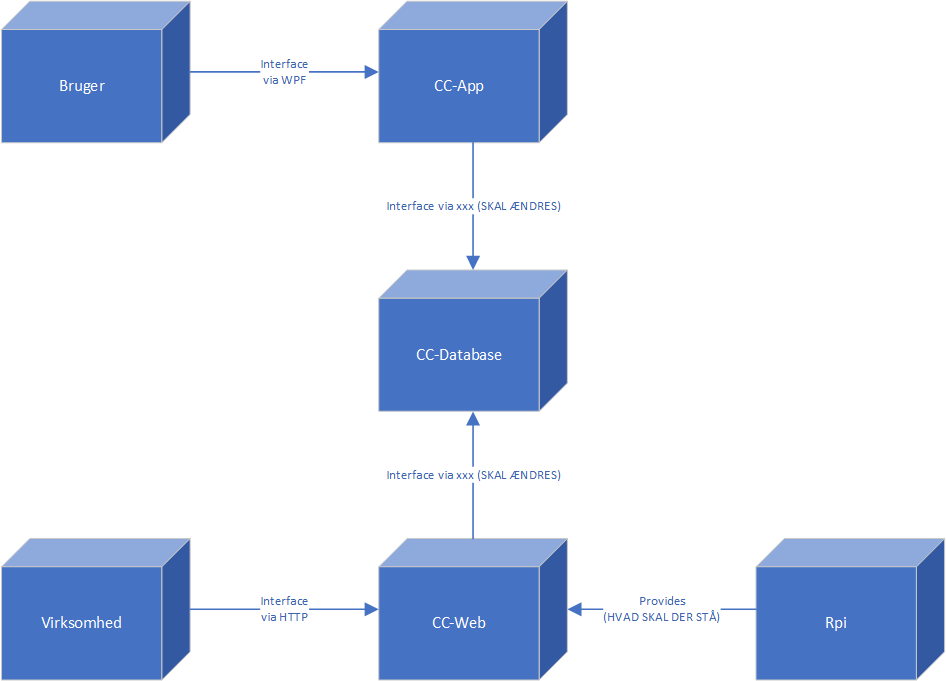 Bruger
Interface
via WPF
CC-App
Interface via xxx (SKAL ÆNDRES)
CC-Database
Interface via xxx (SKAL ÆNDRES)
Virksomhed
Interface
via HTTP
CC-Web
Provides
(HVAD SKAL DER STÅ)
Rpi